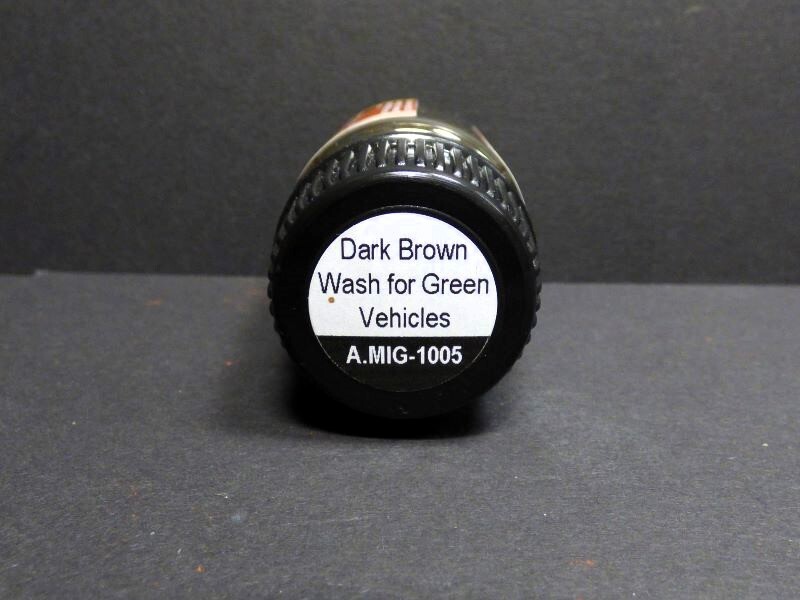 Dark Brown
Wash for Green
Vehicles
A.MIG-1005